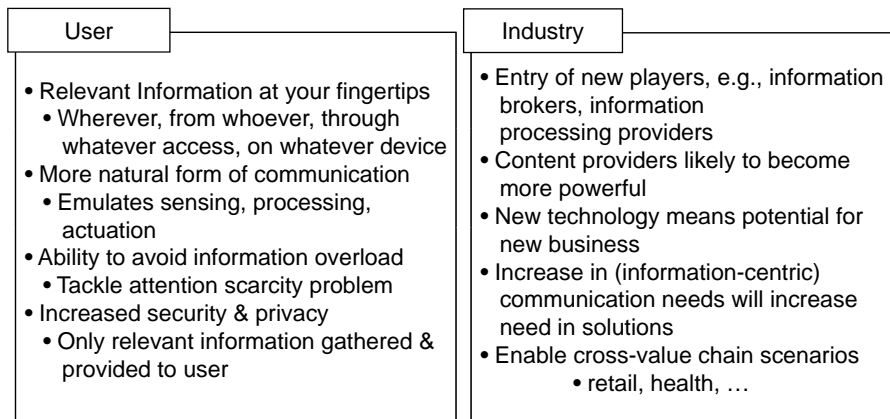 User
• Relevant Information at your fingertips
• Wherever, from whoever, through
whatever access, on whatever device
• More natural form of communication
• Emulates sensing, processing,
actuation
• Ability to avoid information overload
• Tackle attention scarcity problem
• Increased security & privacy
• Only relevant information gathered &
provided to user
Industry
• Entry of new players, e.g., information
brokers, information
processing providers
• Content providers likely to become
more powerful
• New technology means potential for
new business
• Increase in (information-centric)
communication needs will increase
need in solutions
• Enable cross-value chain scenarios
• retail, health, …